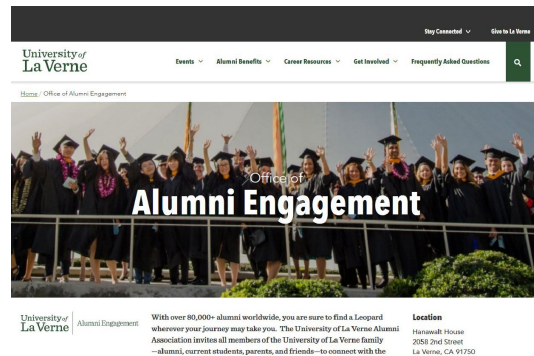 Stay Connected
Give to La Verne
University of
La Verne
Events
Alumni Benefits
Career Resources
Get Involved
Frequently Asked Questions
Home / Office of Alumni Engagement
Office of
Alumni Engagement
University of
La Verne
Alumni Engagement
With over 80,000+ alumni worldwide, you are sure to find a Leopard
wherever your journey may take you. The University of La Verne Alumni
Association invites all members of the University of La Verne family
—alumni, current students, parents, and friends—to connect with the
Location
Hanawalt House
2058 2nd Street
La Verne, CA 91750